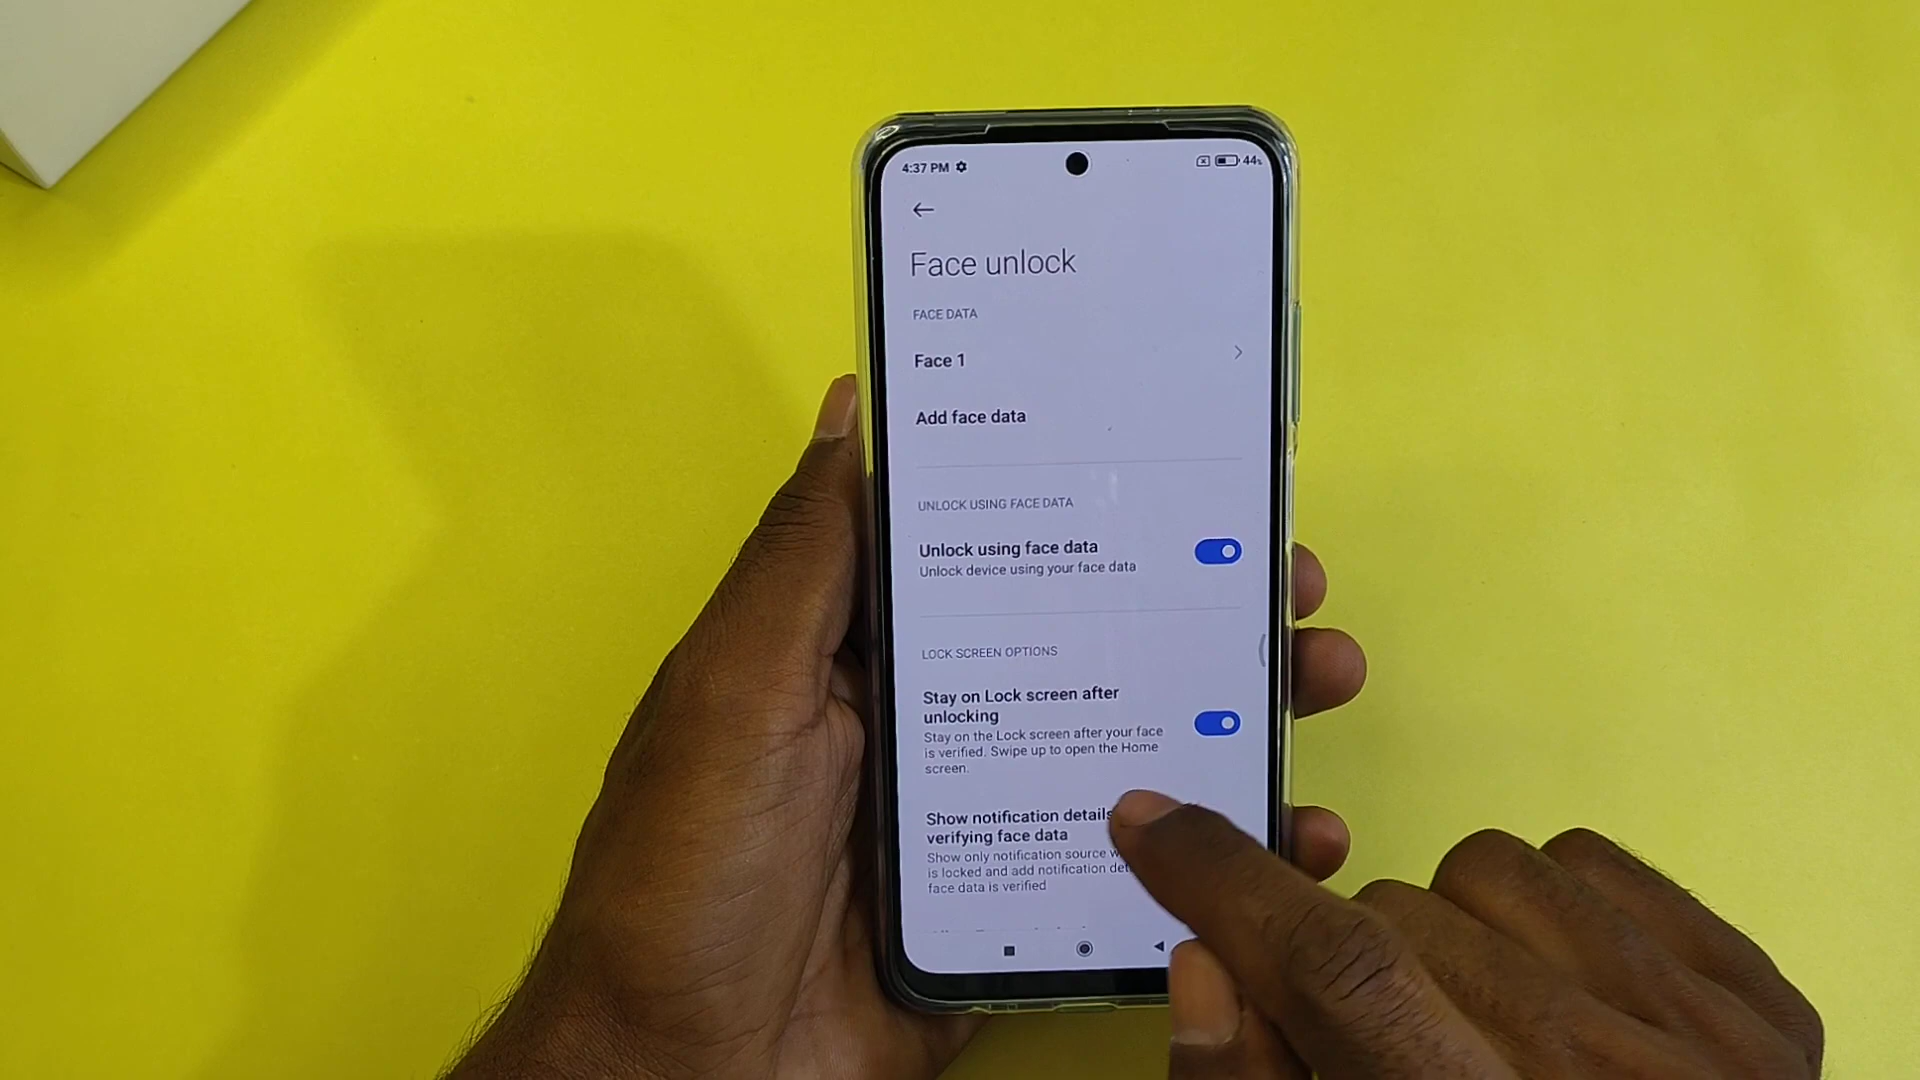 4:37 PM
44%
Face unlock
FACE DATA
Face 1
Add face data
UNLOCK USING FACE DATA
Unlock using face data
Unlock device using your face data
LOCK SCREEN OPTIONS
Stay on Lock screen after
unlocking
Stay on the Lock screen after your face
is verified. Swipe up to open the Home
screen.
Show notification details
verifying face data
Show only notification source
is locked and add notification
face data is verified